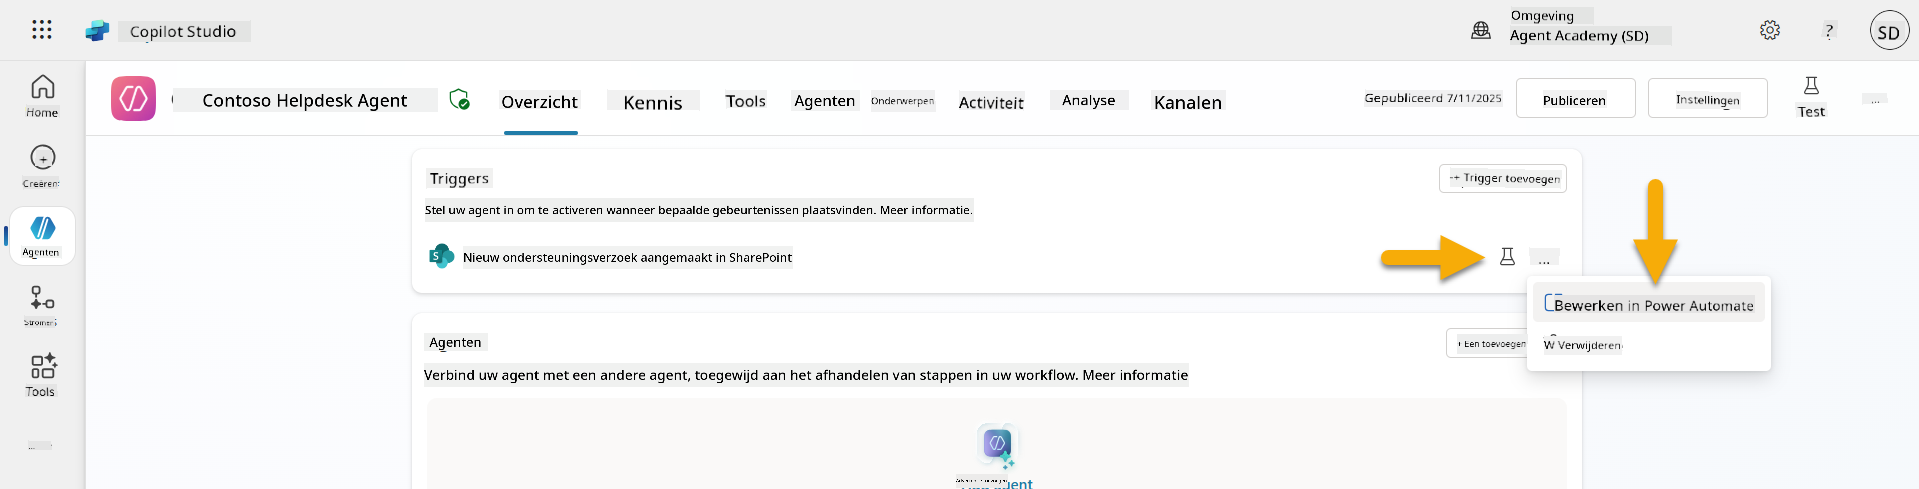 Copilot Studio
Omgeving
Agent Academy (SD)
?
SD
Contoso Helpdesk Agent
Overzicht
Kennis
Tools
Agenten
Onderwerpen
Activiteit
Analyse
Kanalen
Gepubliceerd 7/11/2025
Publiceren
Instellingen
Test
...
Home
Creëren
Agenten
Stromen
Tools
...
Triggers
+ Trigger toevoegen
Stel uw agent in om te activeren wanneer bepaalde gebeurtenissen plaatsvinden. Meer informatie.
Nieuw ondersteuningsverzoek aangemaakt in SharePoint
...
Bewerken in Power Automate
W Verwijderen
Agenten
+ Een toevoegen
Verbind uw agent met een andere agent, toegewijd aan het afhandelen van stappen in uw workflow. Meer informatie